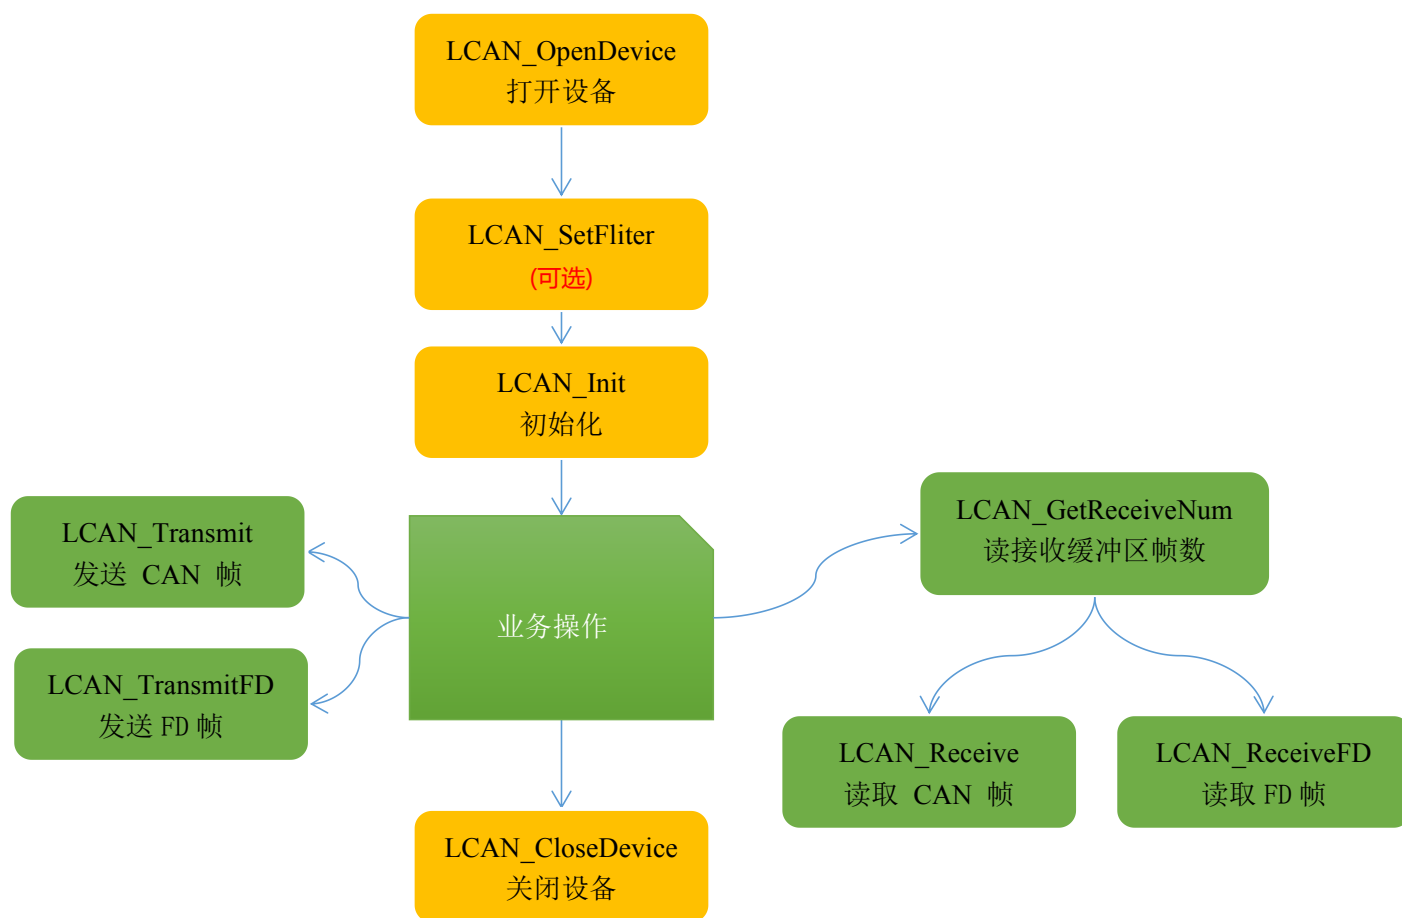 LCAN_OpenDevice
打开设备
LCAN_SetFliter
(可选)
LCAN_Init
初始化
LCAN_Transmit
发送 CAN 帧
LCAN_TransmitFD
发送 FD 帧
业务操作
LCAN_GetReceiveNum
读接收缓冲区帧数
LCAN_Receive
读取 CAN 帧
LCAN_ReceiveFD
读取 FD 帧
LCAN_CloseDevice
关闭设备